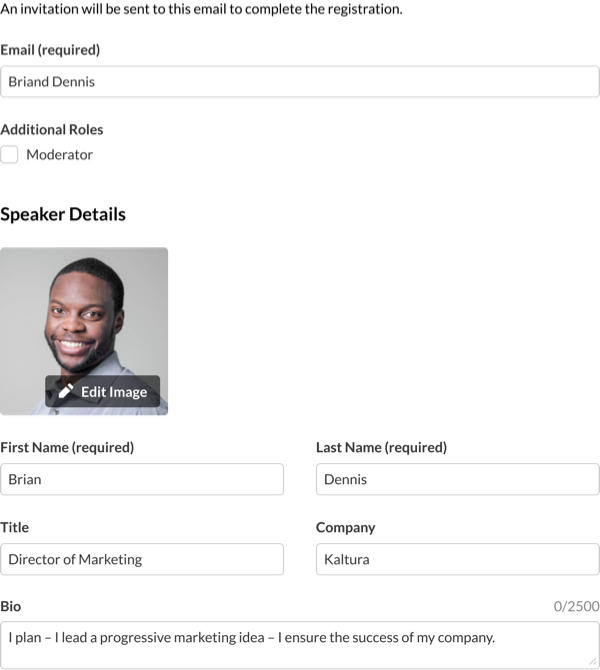 An invitation will be sent to this email to complete the registration.
Email (required)
Briand Dennis
Additional Roles
Moderator
Speaker Details
Edit Image
First Name (required) Last Name (required)
Brian Dennis
Title Company
Director of Marketing Kaltura
Bio 0/2500
I plan – I lead a progressive marketing idea – I ensure the success of my company.